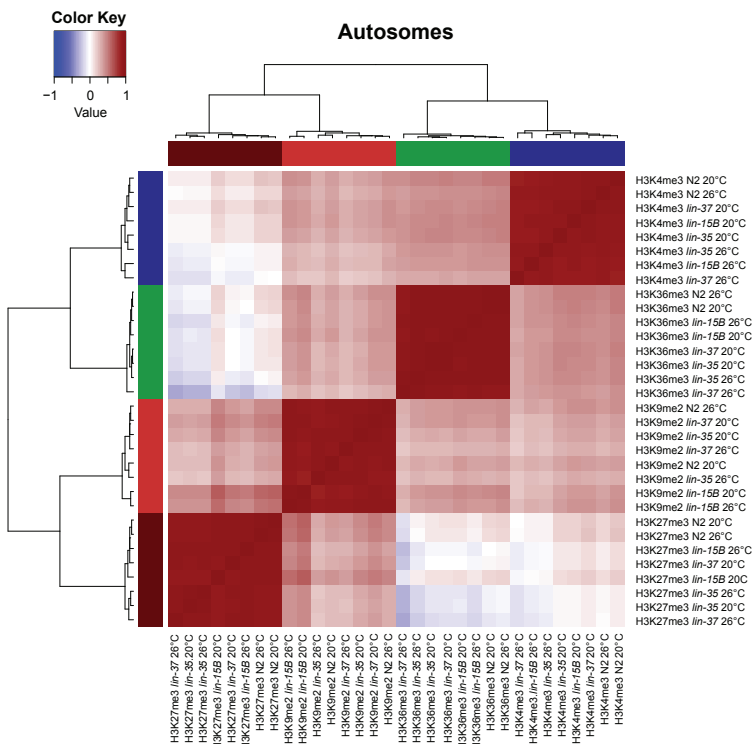 Color Key
−1
0
1
Value
Autosomes
H3K4me3 N2 20°C
H3K4me3 N2 26°C
H3K4me3 lin-37 20°C
H3K4me3 lin-15B 20°C
H3K4me3 lin-35 20°C
H3K4me3 lin-35 26°C
H3K4me3 lin-15B 26°C
H3K4me3 lin-37 26°C
H3K36me3 N2 26°C
H3K36me3 N2 20°C
H3K36me3 lin-15B 26°C
H3K36me3 lin-15B 20°C
H3K36me3 lin-37 20°C
H3K36me3 lin-35 20°C
H3K36me3 lin-35 26°C
H3K36me3 lin-37 26°C
H3K9me2 N2 26°C
H3K9me2 lin-37 20°C
H3K9me2 lin-35 20°C
H3K9me2 lin-37 26°C
H3K9me2 N2 20°C
H3K9me2 lin-35 26°C
H3K9me2 lin-15B 20°C
H3K9me2 lin-15B 26°C
H3K27me3 N2 20°C
H3K27me3 N2 26°C
H3K27me3 lin-15B 26°C
H3K27me3 lin-37 20°C
H3K27me3 lin-15B 20C
H3K27me3 lin-35 26°C
H3K27me3 lin-35 20°C
H3K27me3 lin-37 26°C
H3K27me3 lin-37 26°C
H3K27me3 lin-35 20°C
H3K27me3 lin-35 26°C
H3K27me3 lin-15B 20°C
H3K27me3 lin-37 20°C
H3K27me3 lin-15B 26°C
H3K27me3 N2 26°C
H3K27me3 N2 20°C
H3K9me2 lin-15B 26°C
H3K9me2 lin-15B 20°C
H3K9me2 lin-35 26°C
H3K9me2 N2 20°C
H3K9me2 lin-37 26°C
H3K9me2 lin-35 20°C
H3K9me2 lin-37 20°C
H3K9me2 N2 26°C
H3K36me3 lin-37 26°C
H3K36me3 lin-35 26°C
H3K36me3 lin-35 20°C
H3K36me3 lin-37 20°C
H3K36me3 lin-15B 20°C
H3K36me3 lin-15B 26°C
H3K36me3 N2 20°C
H3K36me3 N2 26°C
H3K4me3 lin-37 26°C
H3K4me3 lin-15B 26°C
H3K4me3 lin-35 26°C
H3K4me3 lin-35 20°C
H3K4me3 lin-15B 20°C
H3K4me3 lin-37 20°C
H3K4me3 N2 26°C
H3K4me3 N2 20°C